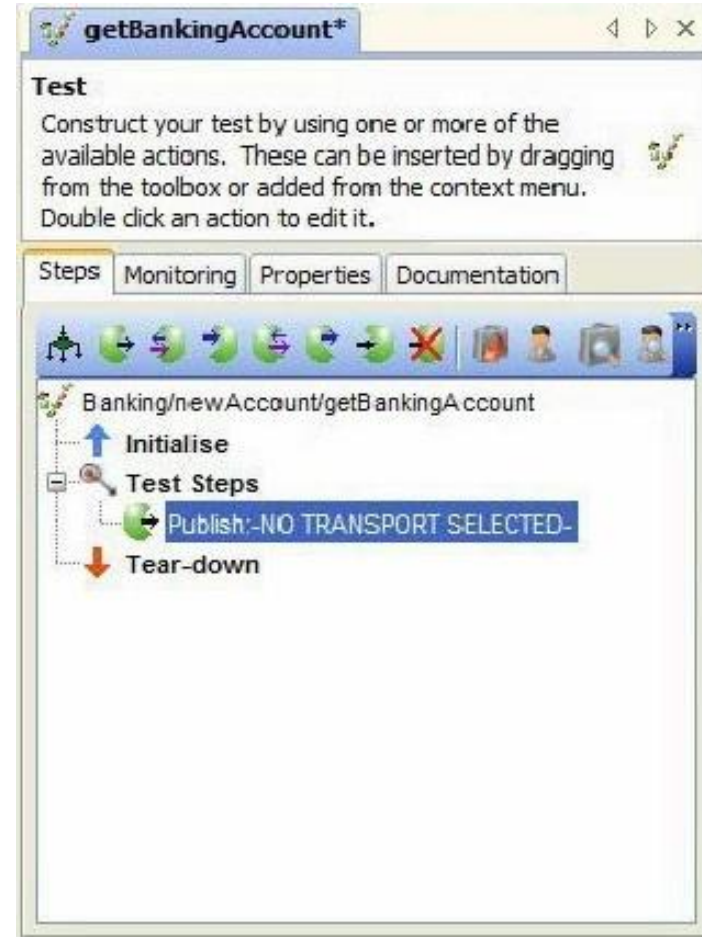 getBankingAccount*
Test
Construct your test by using one or more of the
available actions. These can be inserted by dragging
from the toolbox or added from the context menu.
Double click an action to edit it.
Steps Monitoring Properties Documentation
Banking/newAccount/getBankingAccount
Initialise
Test Steps
Publish:-NO TRANSPORT SELECTED-
Tear-down